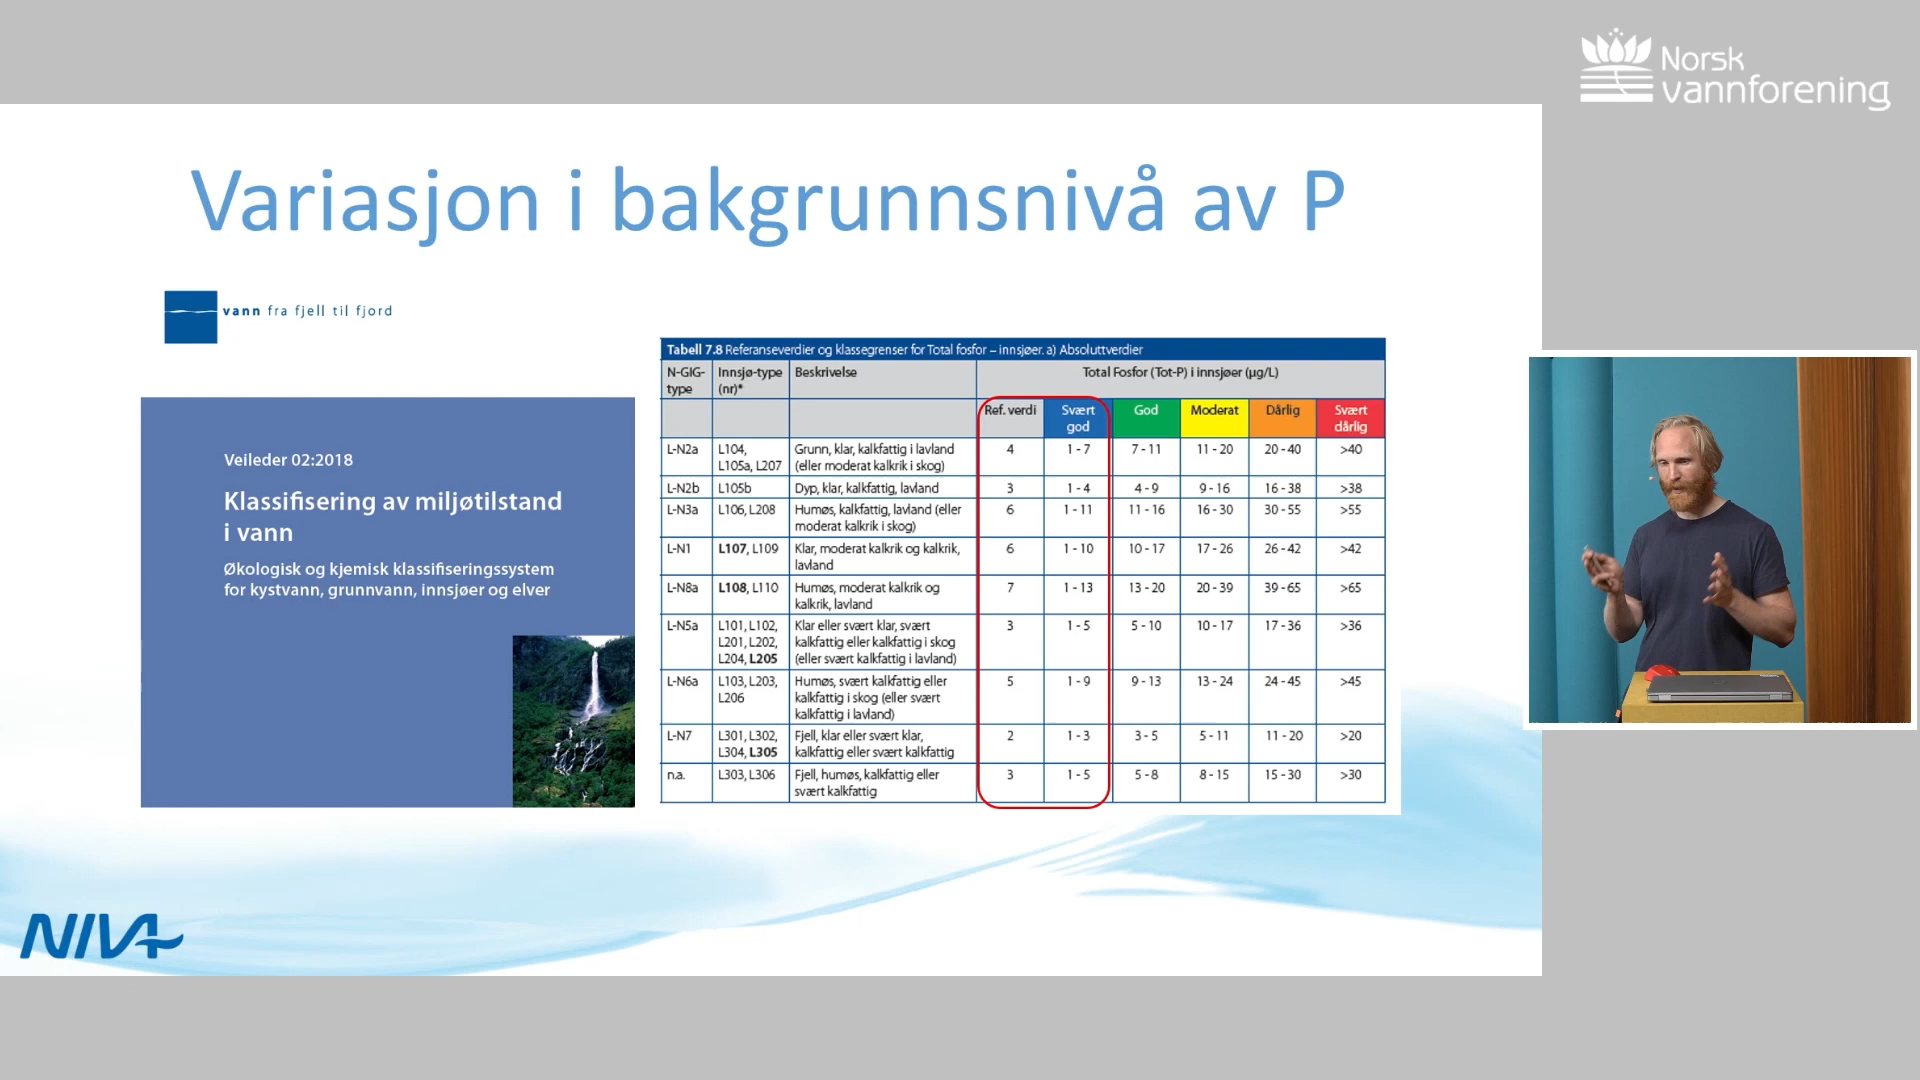 Norsk
vannforening
Variasjon i bakgrunnsnivå av P
vann fra fjell til fjord
Veileder 02:2018
Klassifisering av miljøtilstand
i vann
Økologisk og kjemisk klassifiseringssystem
for kystvann, grunnvann, innsjøer og elver
Tabell 7.8 Referanseverdier og klassegrenser for Total fosfor – innsjøer. a) Absoluttverdier
N-GIG-
type
Innsjø-type
(nr)*
Beskrivelse
Total Fosfor (Tot-P) i innsjøer (µg/L)
Ref. verdi
Svært
god
God
Moderat
Dårlig
Svært
dårlig
L-N2a
L104,
L105a, L207
Grunn, klar, kalkfattig i lavland
(eller moderat kalkrik i skog)
4
1 - 7
7 - 11
11 - 20
20 - 40
>40
L-N2b
L105b
Dyp, klar, kalkfattig, lavland
3
1 - 4
4 - 9
9 - 16
16 - 38
>38
L-N3a
L106, L208
Humøs, kalkfattig, lavland (eller
moderat kalkrik i skog)
6
1 - 11
11 - 16
16 - 30
30 - 55
>55
L-N1
L107, L109
Klar, moderat kalkrik og kalkrik,
lavland
6
1 - 10
10 - 17
17 - 26
26 - 42
>42
L-N8a
L108, L110
Humøs, moderat kalkrik og
kalkrik, lavland
7
1 - 13
13 - 20
20 - 39
39 - 65
>65
L-N5a
L101, L102,
L201, L202,
L204, L205
Klar eller svært klar, svært
kalkfattig eller kalkfattig i skog
(eller svært kalkfattig i lavland)
3
1 - 5
5 - 10
10 - 17
17 - 36
>36
L-N6a
L103, L203,
L206
Humøs, svært kalkfattig eller
kalkfattig i skog (eller svært
kalkfattig i lavland)
5
1 - 9
9 - 13
13 - 24
24 - 45
>45
L-N7
L301, L302,
L304, L305
Fjell, klar eller svært klar,
kalkfattig eller svært kalkfattig
2
1 - 3
3 - 5
5 - 11
11 - 20
>20
n.a.
L303, L306
Fjell, humøs, kalkfattig eller
svært kalkfattig
3
1 - 5
5 - 8
8 - 15
15 - 30
>30
NIVA